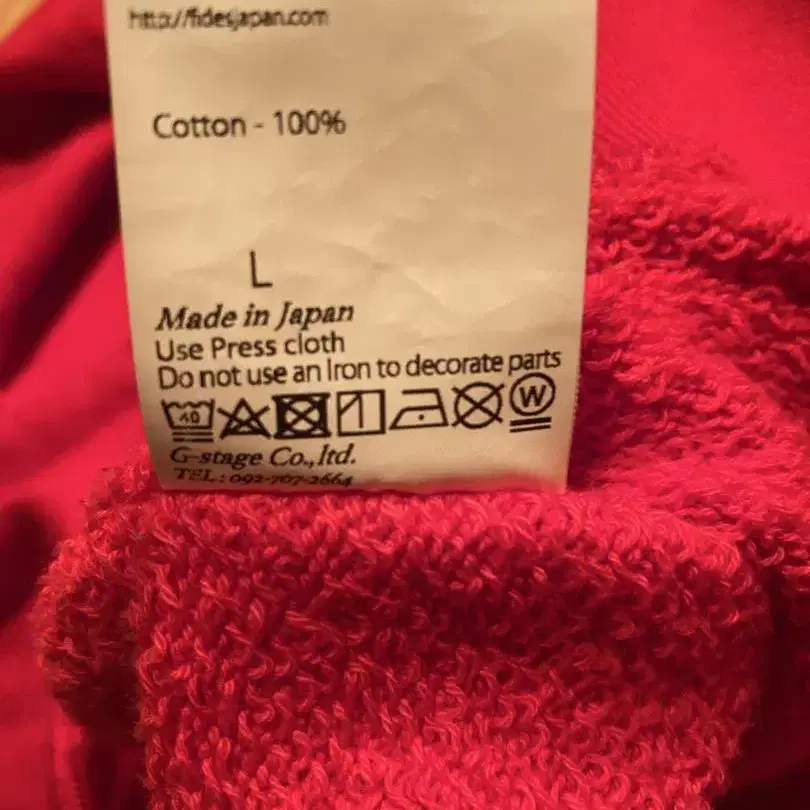 http://fidesjapan.com
Cotton - 100%
L
Made in Japan
Use Press cloth
Do not use an Iron to decorate parts
40 W
G-stage Co.,ltd.
TEL : 092-707-2664